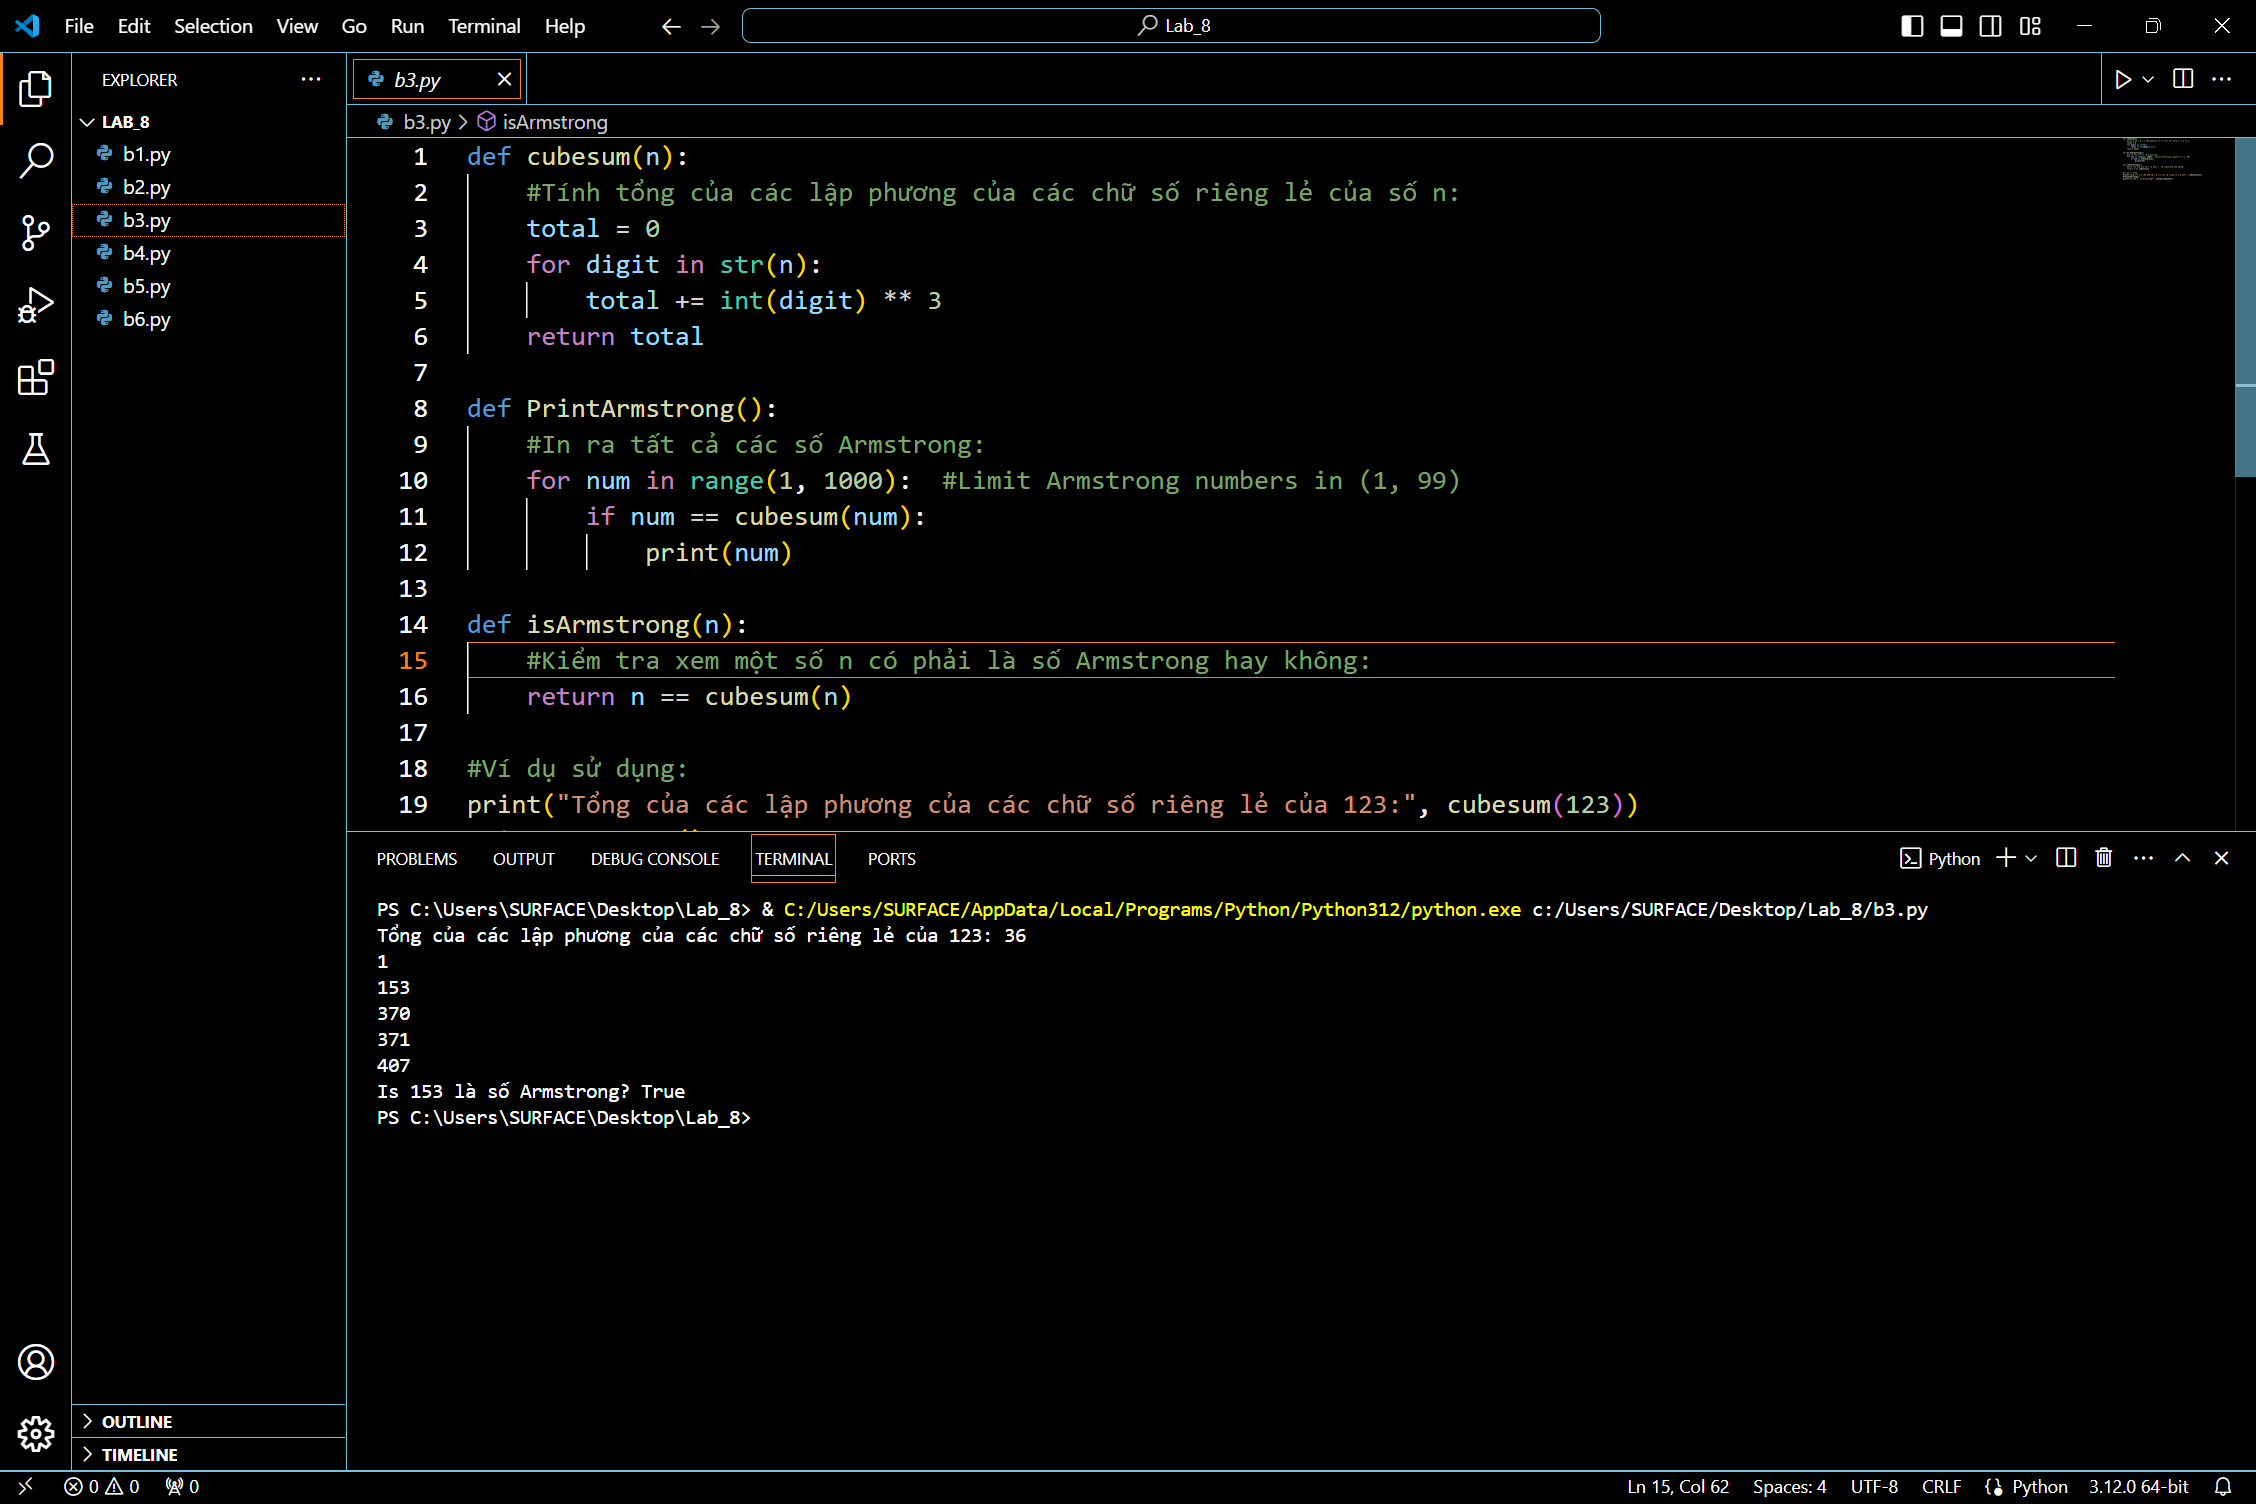 File Edit Selection View Go Run Terminal Help
Lab_8
EXPLORER
LAB_8
b1.py
b2.py
b3.py
b4.py
b5.py
b6.py
OUTLINE
TIMELINE
b3.py
b3.py > isArmstrong
1 def cubesum(n):
2     #Tính tổng của các lập phương của các chữ số riêng lẻ của số n:
3     total = 0
4     for digit in str(n):
5         total += int(digit) ** 3
6     return total
7
8 def PrintArmstrong():
9     #In ra tất cả các số Armstrong:
10     for num in range(1, 1000):  #Limit Armstrong numbers in (1, 99)
11         if num == cubesum(num):
12             print(num)
13
14 def isArmstrong(n):
15     #Kiểm tra xem một số n có phải là số Armstrong hay không:
16     return n == cubesum(n)
17
18 #Ví dụ sử dụng:
19 print("Tổng của các lập phương của các chữ số riêng lẻ của 123:", cubesum(123))
PROBLEMS OUTPUT DEBUG CONSOLE TERMINAL PORTS
Python
PS C:\Users\SURFACE\Desktop\Lab_8> & C:/Users/SURFACE/AppData/Local/Programs/Python/Python312/python.exe c:/Users/SURFACE/Desktop/Lab_8/b3.py
Tổng của các lập phương của các chữ số riêng lẻ của 123: 36
1
153
370
371
407
Is 153 là số Armstrong? True
PS C:\Users\SURFACE\Desktop\Lab_8>
0 0 0
Ln 15, Col 62 Spaces: 4 UTF-8 CRLF Python 3.12.0 64-bit